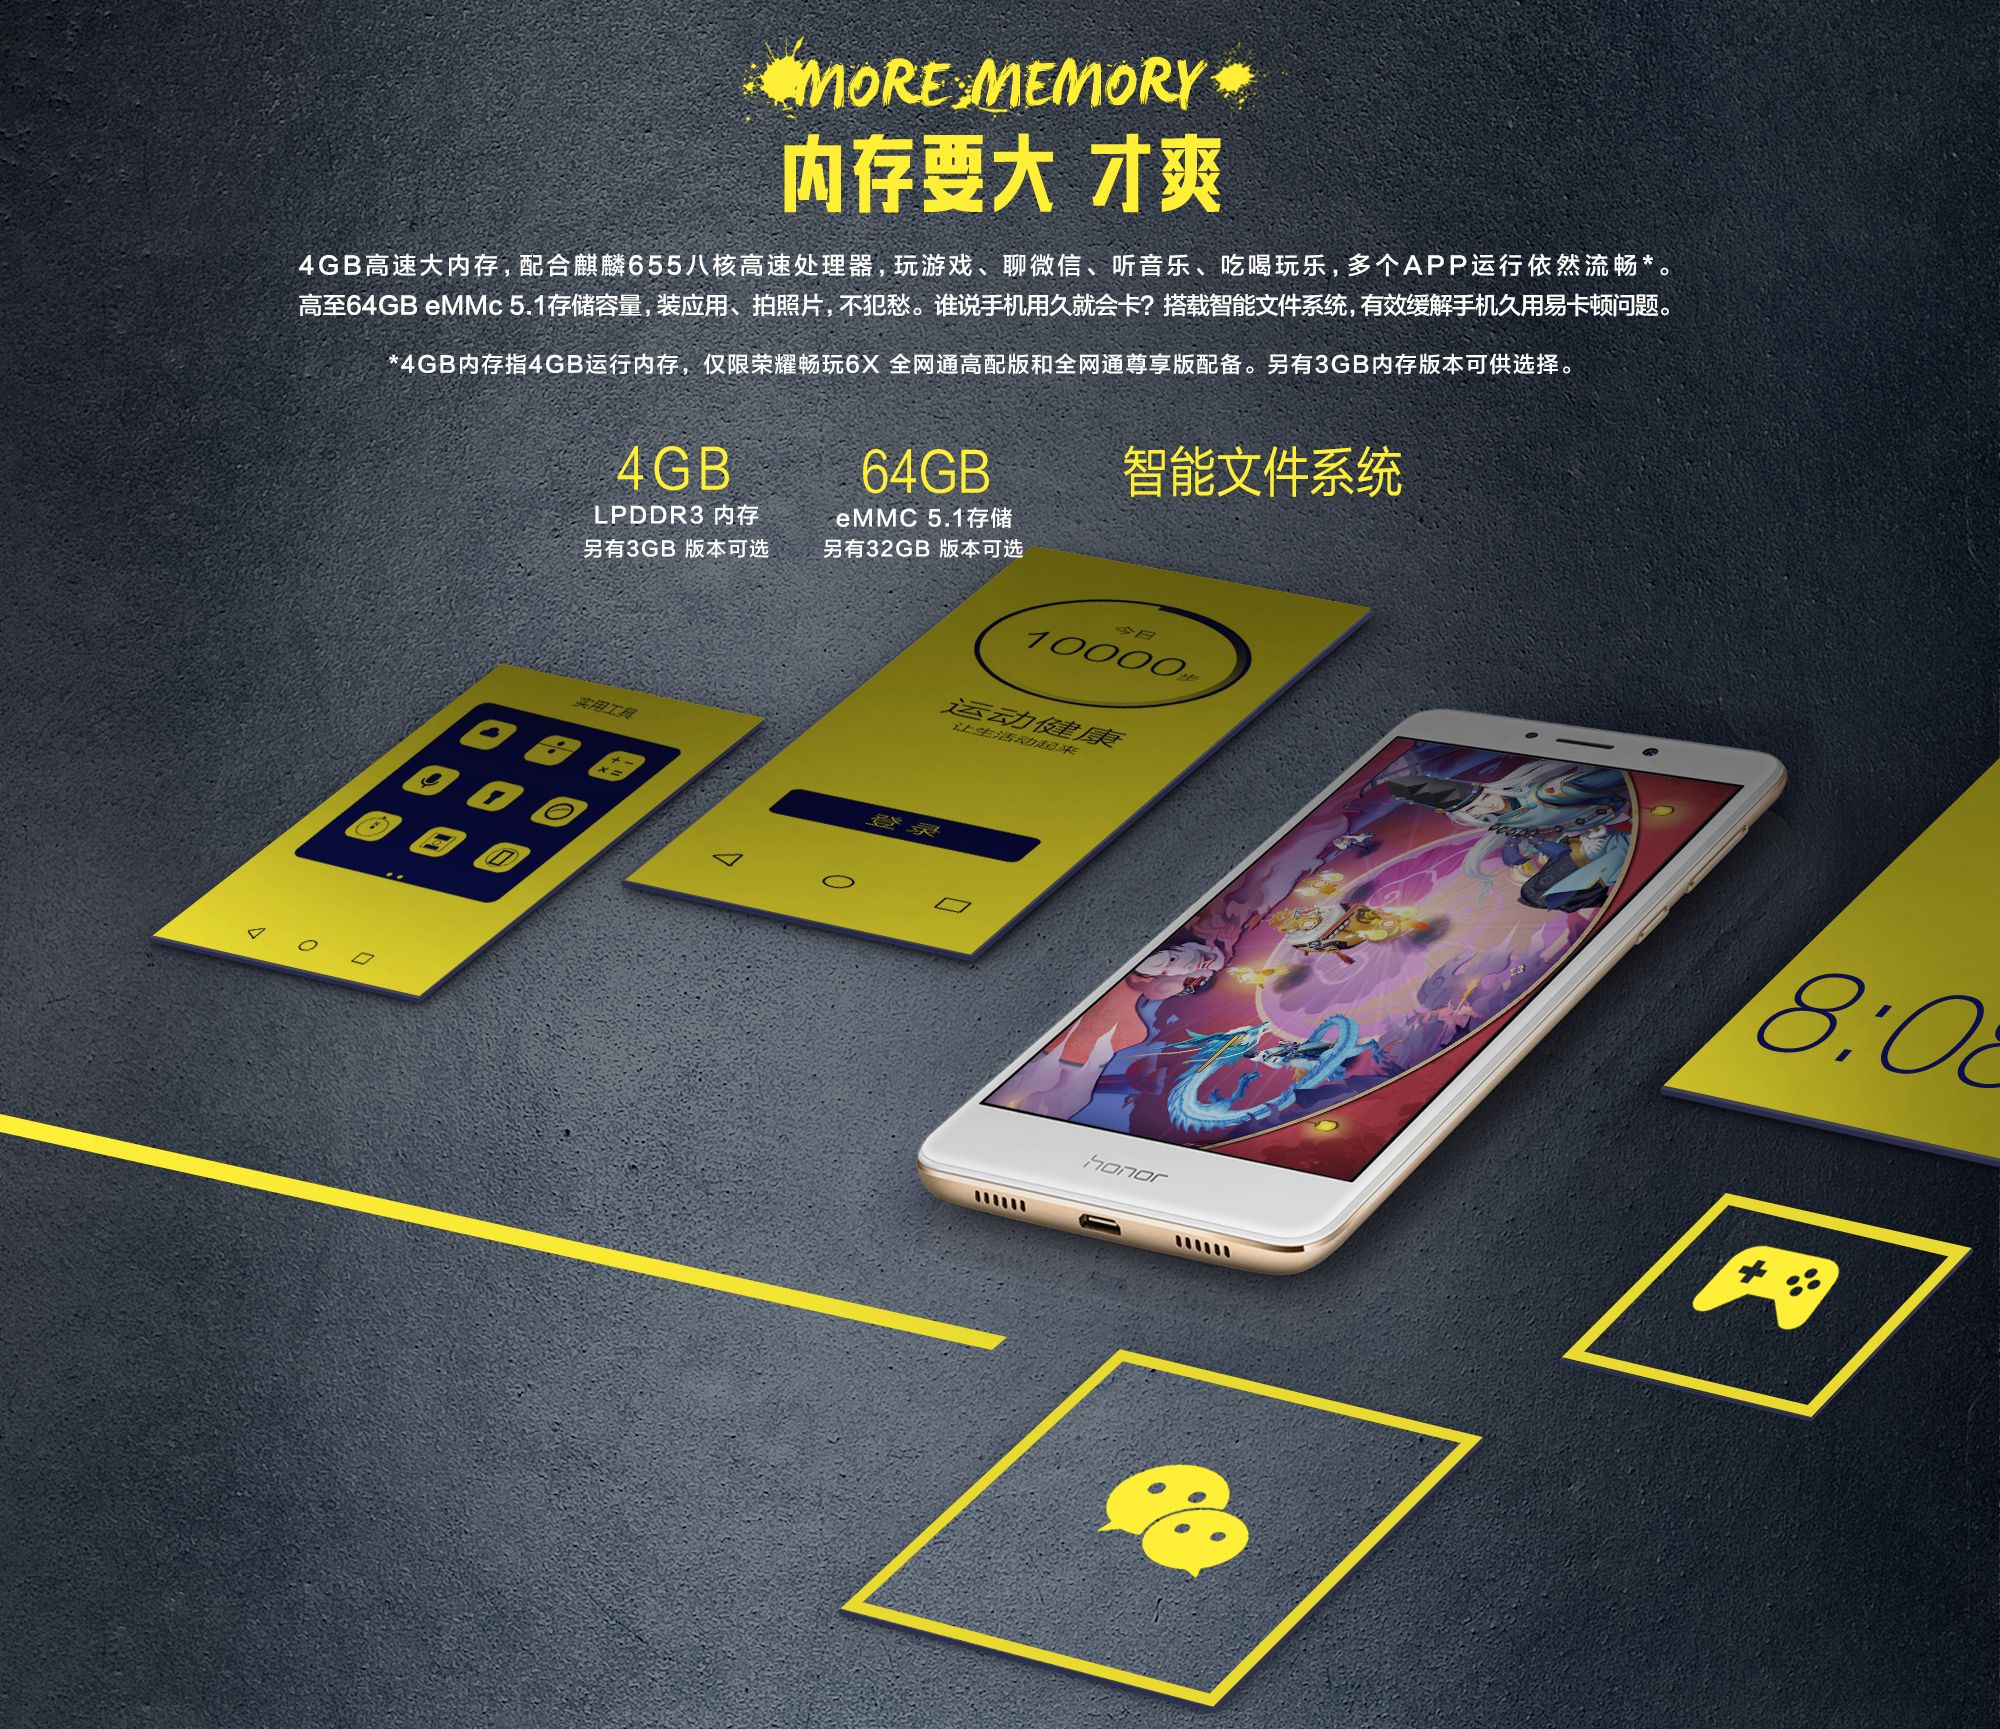 MORE MEMORY
内存要大 才爽
4GB高速大内存，配合麒麟655八核高速处理器，玩游戏、聊微信、听音乐、吃喝玩乐，多个APP运行依然流畅*。
高至64GB eMMc 5.1存储容量，装应用、拍照片，不犯愁。谁说手机用久就会卡？搭载智能文件系统，有效缓解手机久用易卡顿问题。
*4GB内存指4GB运行内存，仅限荣耀畅玩6X 全网通高配版和全网通尊享版配备。另有3GB内存版本可供选择。
4GB
LPDDR3 内存
另有3GB 版本可选
64GB
eMMC 5.1存储
另有32GB 版本可选
智能文件系统
今日
10000步
运动健康
让生活动起来
登录
实用工具
8:08
honor